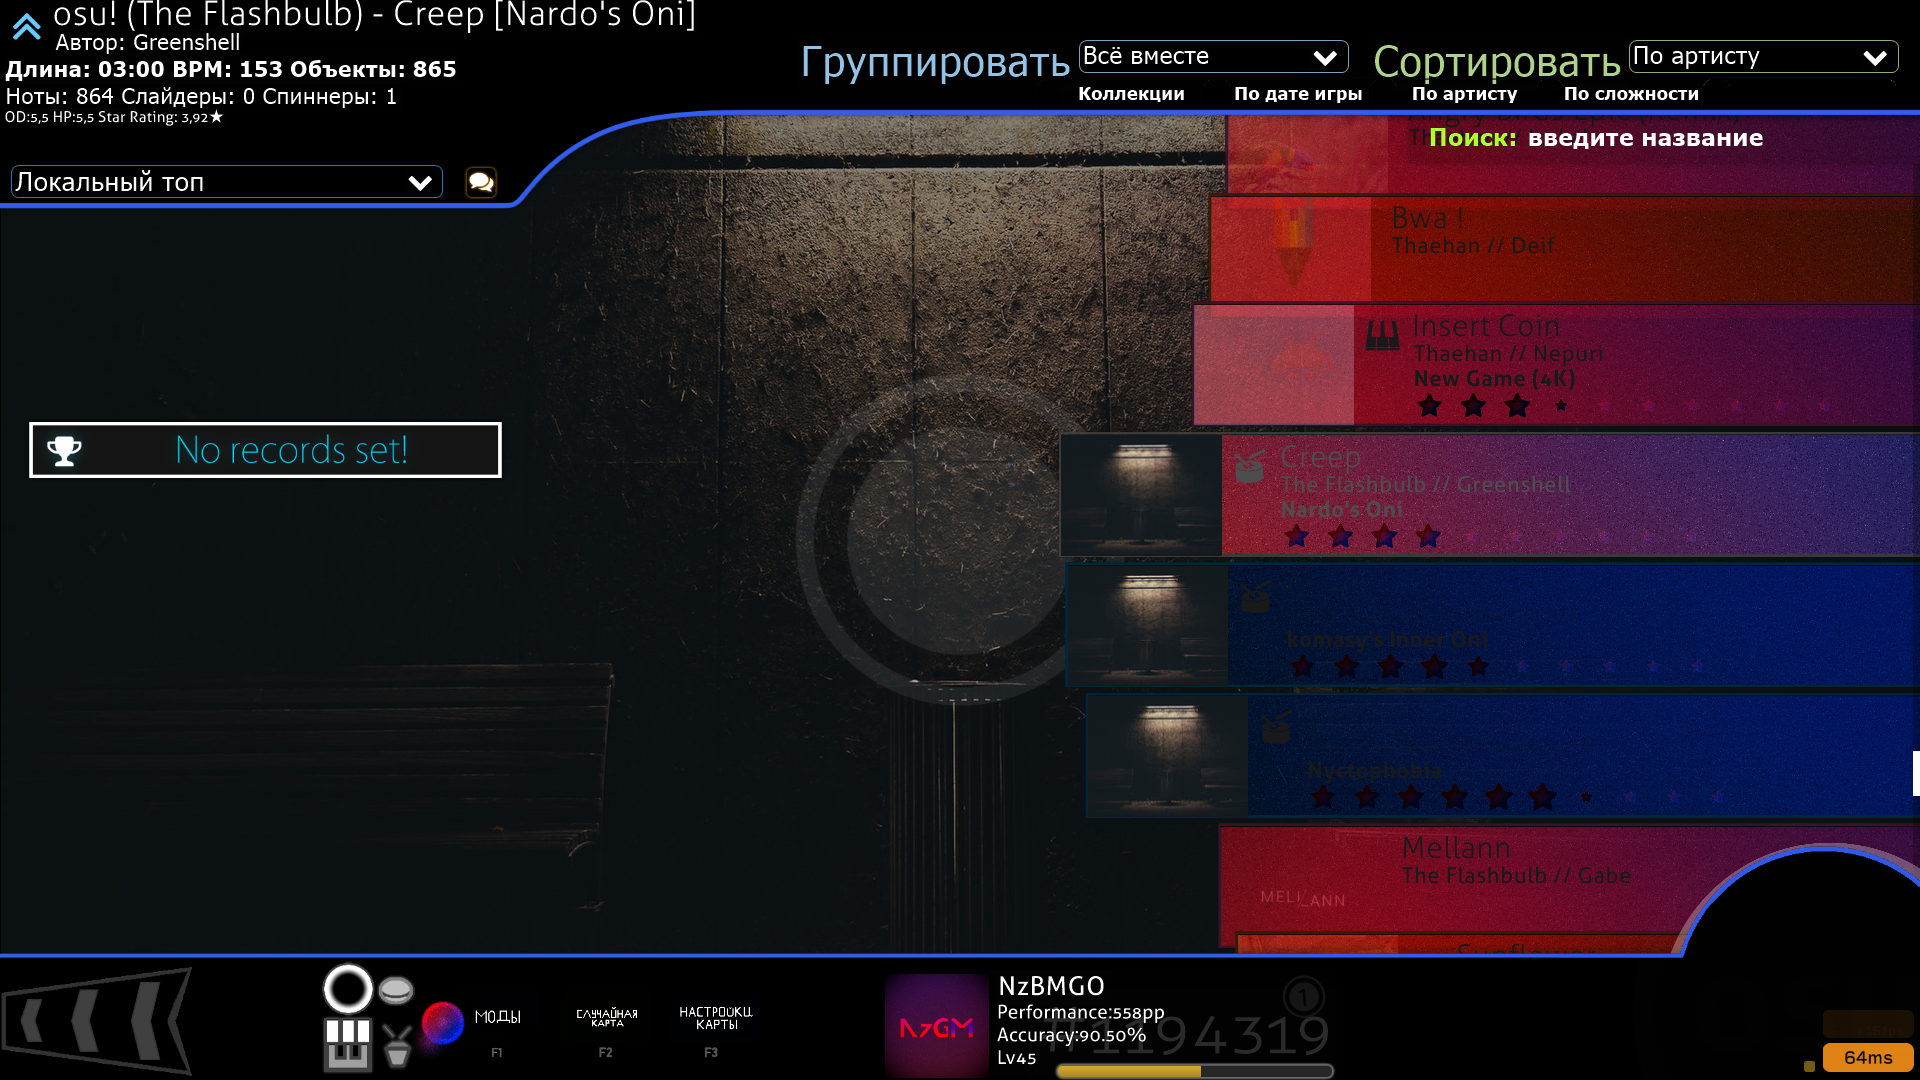 osu! (The Flashbulb) - Creep [Nardo's Oni]
Автор: Greenshell
Длина: 03:00 BPM: 153 Объекты: 865
Ноты: 864 Слайдеры: 0 Спиннеры: 1
OD:5,5 HP:5,5 Star Rating: 3,92★
Группировать
Всё вместе
Сортировать
По артисту
Коллекции
По дате игры
По артисту
По сложности
Поиск: введите название
Локальный топ
No records set!
Bwa !
Thaehan // Deif
Insert Coin
Thaehan // Nepuri
New Game (4K)
Creep
The Flashbulb // Greenshell
Nardo's Oni
komasy's Inner Oni
Nyctophobia
Mellann
The Flashbulb // Gabe
MELLANN
МОДЫ
F1
СЛУЧАЙНАЯ
КАРТА
F2
НАСТРОЙКИ
КАРТЫ
F3
NzGM
NzBMGO
Performance:558pp
Accuracy:90.50%
Lv45
#1194319
1
64ms